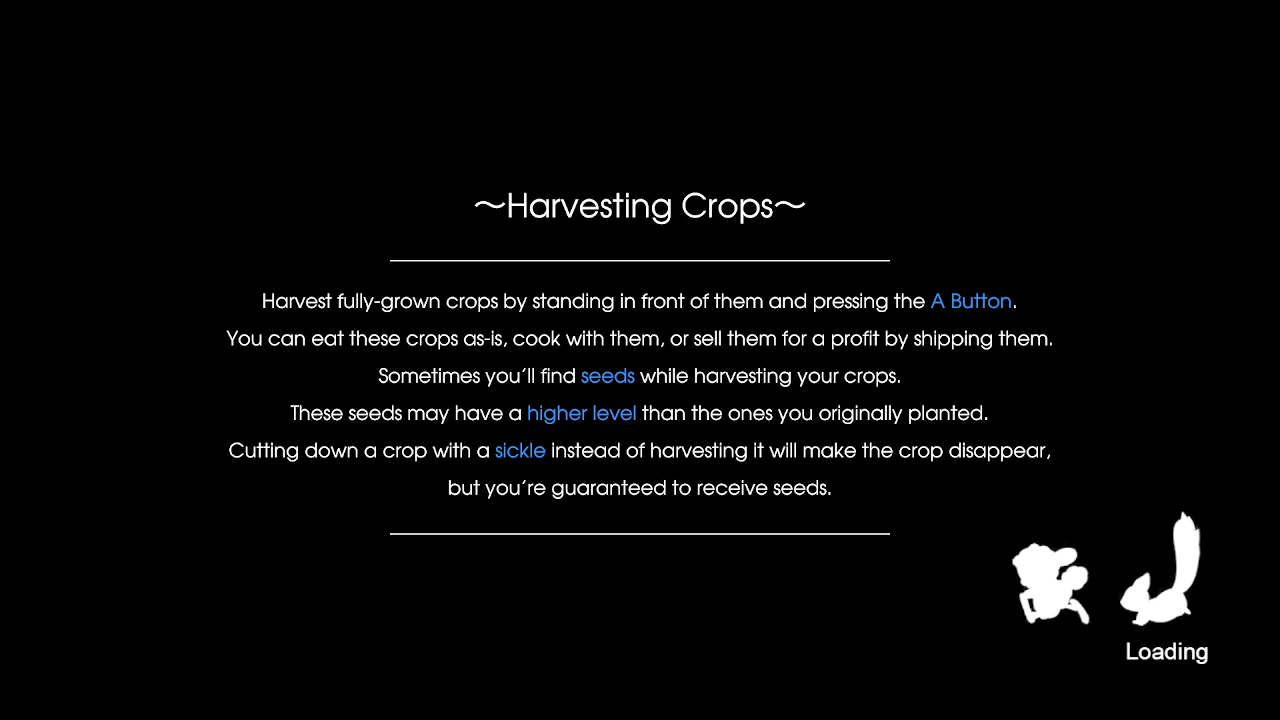 ～Harvesting Crops～
Harvest fully-grown crops by standing in front of them and pressing the A Button.
You can eat these crops as-is, cook with them, or sell them for a profit by shipping them.
Sometimes you'll find seeds while harvesting your crops.
These seeds may have a higher level than the ones you originally planted.
Cutting down a crop with a sickle instead of harvesting it will make the crop disappear,
but you're guaranteed to receive seeds.
Loading